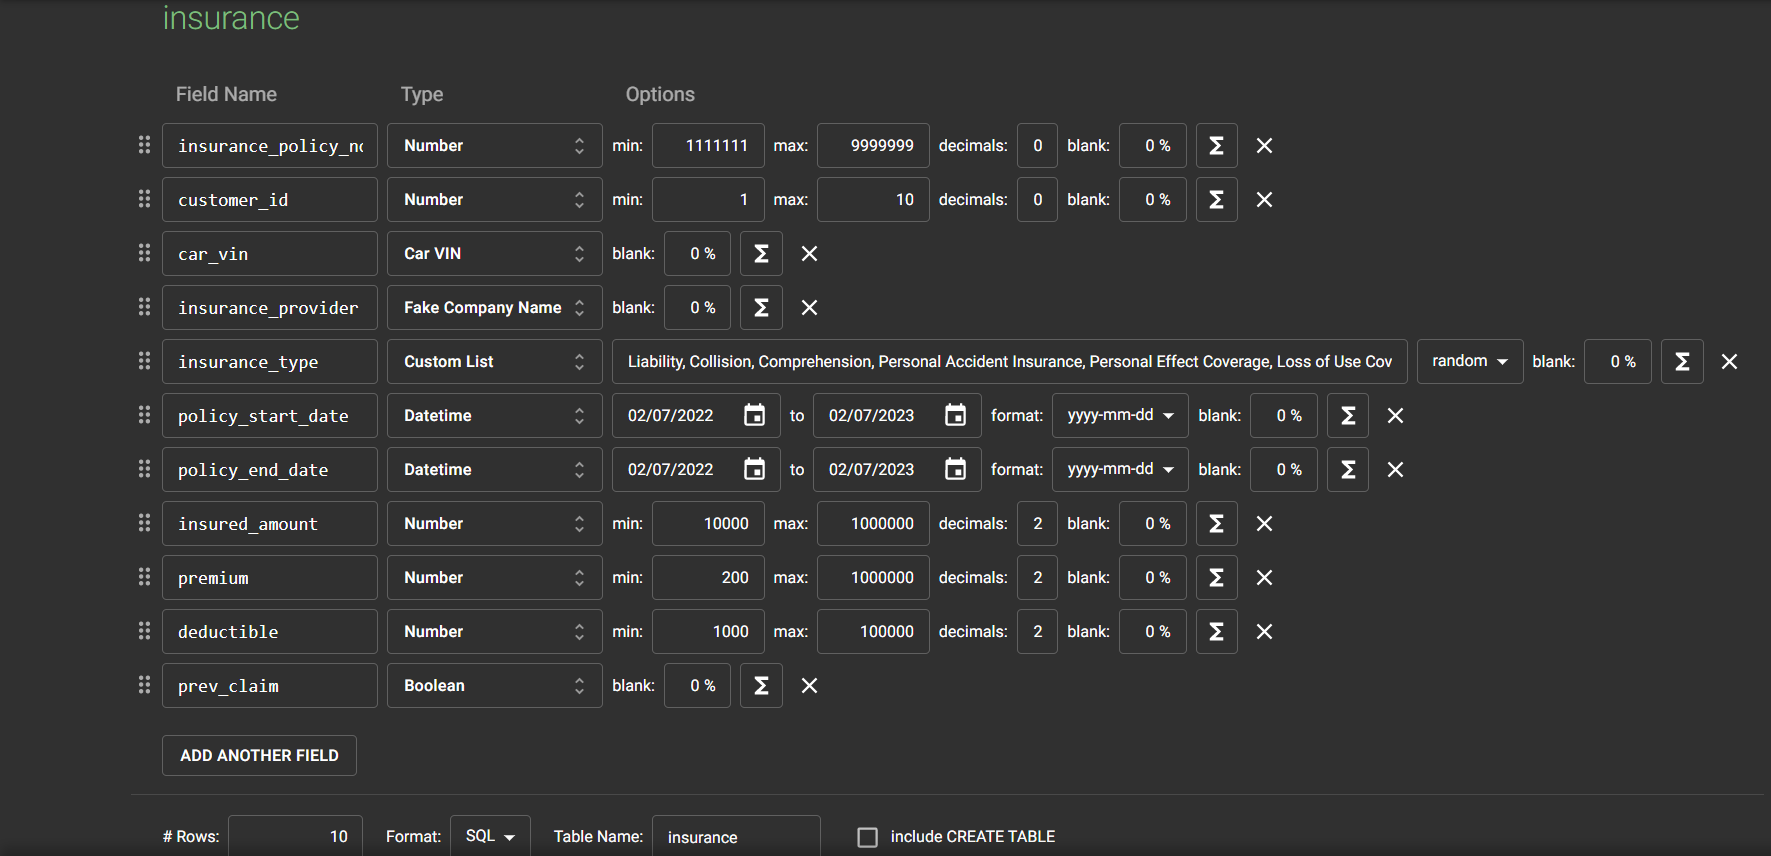 insurance
Field Name Type Options
insurance_policy_no Number min: 1111111 max: 9999999 decimals: 0 blank: 0 % Σ
customer_id Number min: 1 max: 10 decimals: 0 blank: 0 % Σ
car_vin Car VIN blank: 0 % Σ
insurance_provider Fake Company Name blank: 0 % Σ
insurance_type Custom List Liability, Collision, Comprehension, Personal Accident Insurance, Personal Effect Coverage, Loss of Use Cov random blank: 0 % Σ
policy_start_date Datetime 02/07/2022 to 02/07/2023 format: yyyy-mm-dd blank: 0 % Σ
policy_end_date Datetime 02/07/2022 to 02/07/2023 format: yyyy-mm-dd blank: 0 % Σ
insured_amount Number min: 10000 max: 1000000 decimals: 2 blank: 0 % Σ
premium Number min: 200 max: 1000000 decimals: 2 blank: 0 % Σ
deductible Number min: 1000 max: 100000 decimals: 2 blank: 0 % Σ
prev_claim Boolean blank: 0 % Σ
ADD ANOTHER FIELD
# Rows: 10 Format: SQL Table Name: insurance include CREATE TABLE